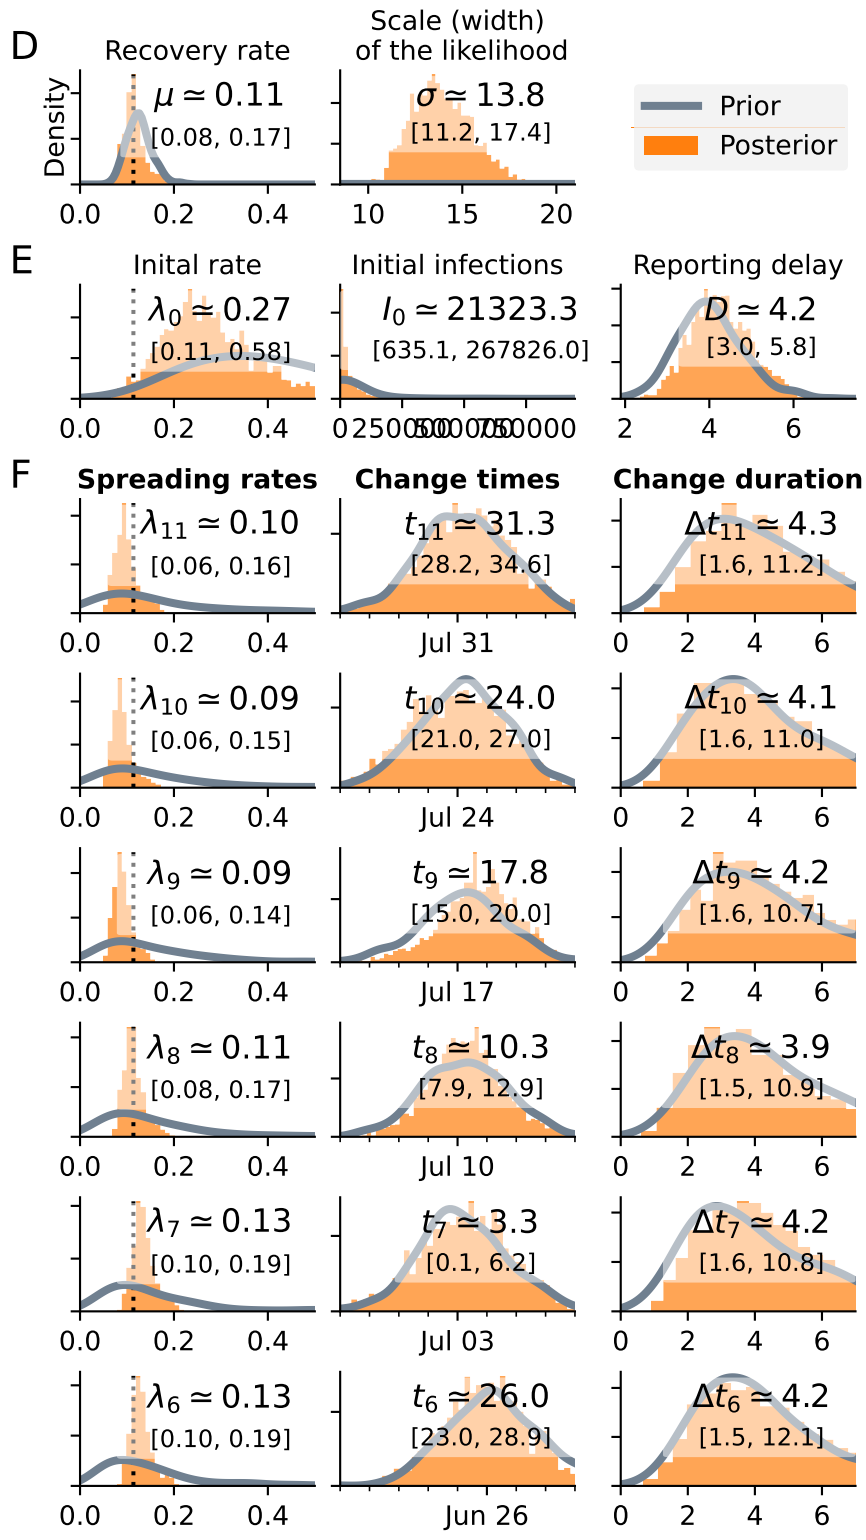 D
Recovery rate
Scale (width)
of the likelihood
Density
μ ≃ 0.11
[0.08, 0.17]
0.0 0.2 0.4
σ ≃ 13.8
[11.2, 17.4]
10 15 20
Prior
Posterior
E
Inital rate
Initial infections
Reporting delay
λ0 ≃ 0.27
[0.11, 0.58]
0.0 0.2 0.4
I0 ≃ 21323.3
[635.1, 267826.0]
0 250000 500000 750000
D ≃ 4.2
[3.0, 5.8]
2 4 6
F
Spreading rates
Change times
Change duration
λ11 ≃ 0.10
[0.06, 0.16]
0.0 0.2 0.4
t11 ≃ 31.3
[28.2, 34.6]
Jul 31
Δt11 ≃ 4.3
[1.6, 11.2]
0 2 4 6
λ10 ≃ 0.09
[0.06, 0.15]
0.0 0.2 0.4
t10 ≃ 24.0
[21.0, 27.0]
Jul 24
Δt10 ≃ 4.1
[1.6, 11.0]
0 2 4 6
λ9 ≃ 0.09
[0.06, 0.14]
0.0 0.2 0.4
t9 ≃ 17.8
[15.0, 20.0]
Jul 17
Δt9 ≃ 4.2
[1.6, 10.7]
0 2 4 6
λ8 ≃ 0.11
[0.08, 0.17]
0.0 0.2 0.4
t8 ≃ 10.3
[7.9, 12.9]
Jul 10
Δt8 ≃ 3.9
[1.5, 10.9]
0 2 4 6
λ7 ≃ 0.13
[0.10, 0.19]
0.0 0.2 0.4
t7 ≃ 3.3
[0.1, 6.2]
Jul 03
Δt7 ≃ 4.2
[1.6, 10.8]
0 2 4 6
λ6 ≃ 0.13
[0.10, 0.19]
0.0 0.2 0.4
t6 ≃ 26.0
[23.0, 28.9]
Jun 26
Δt6 ≃ 4.2
[1.5, 12.1]
0 2 4 6